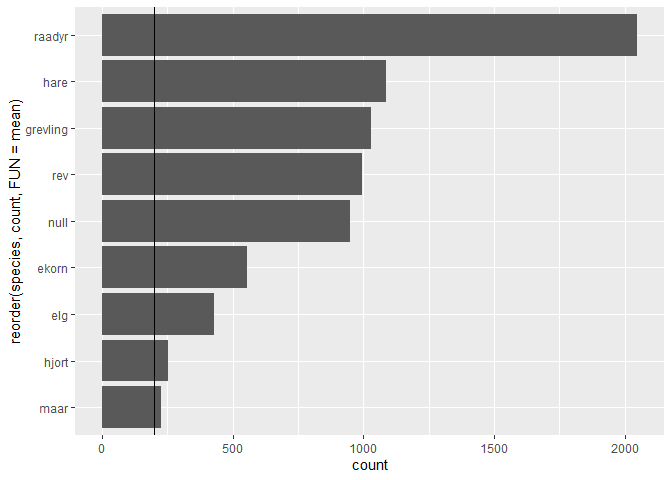 raadyr
hare
grevling
rev
null
ekorn
elg
hjort
maar
reorder(species, count, FUN = mean)
0 500 1000 1500 2000
count